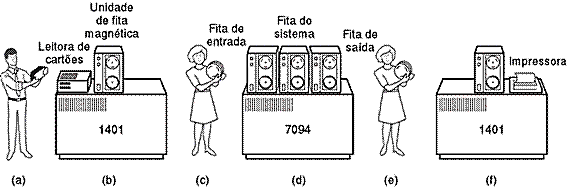 Unidade
de fita
magnética
Leitora de
cartões
1401
Fita de
entrada
Fita do
sistema
7094
Fita de
saída
Impressora
1401
(a)
(b)
(c)
(d)
(e)
(f)